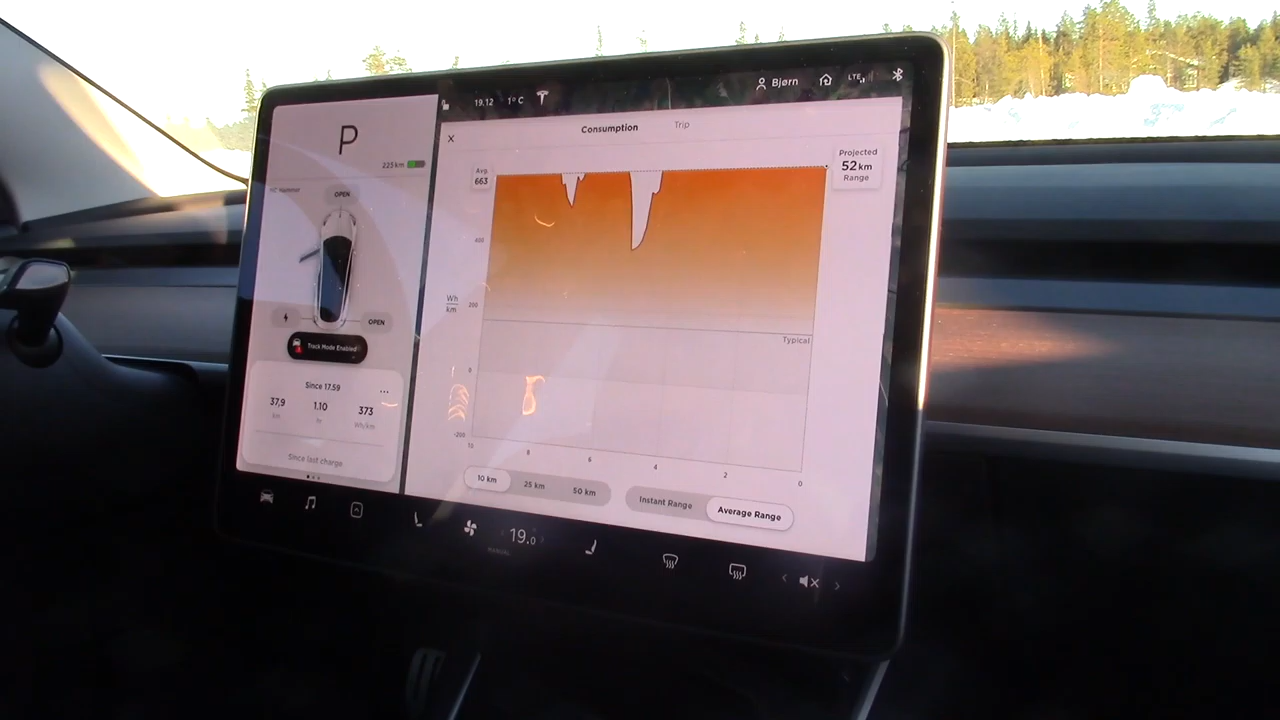 19.12 1°C
Bjørn
LTE
P
225km
OPEN
OPEN
Track Mode Enabled
Since 17.59
...
37,9 1.10 373
km hr Wh/km
Since last charge
Consumption Trip
Avg
663
Projected
52 km
Range
400
Wh
km
200
Typical
0
-200
10 8 6 4 2 0
10 km 25 km 50 km
Instant Range Average Range
19.0
MANUAL